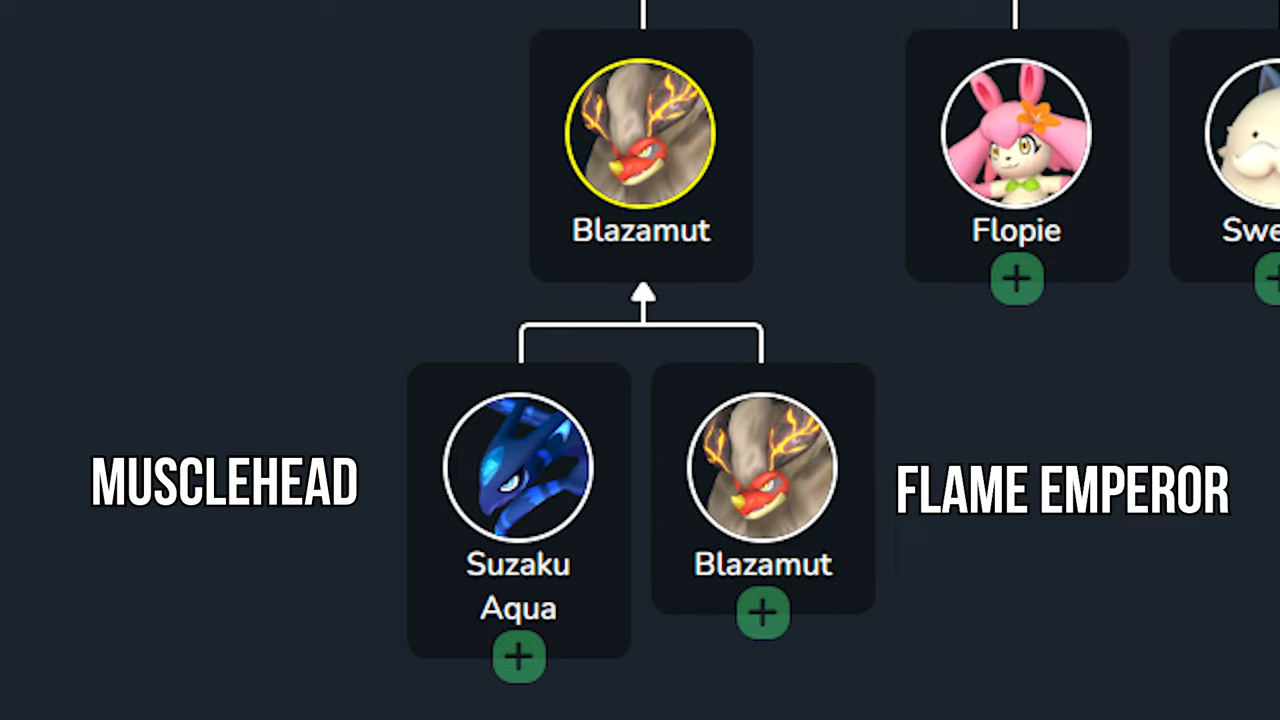 Blazamut
Flopie
Swe
MUSCLEHEAD
Suzaku
Aqua
Blazamut
FLAME EMPEROR